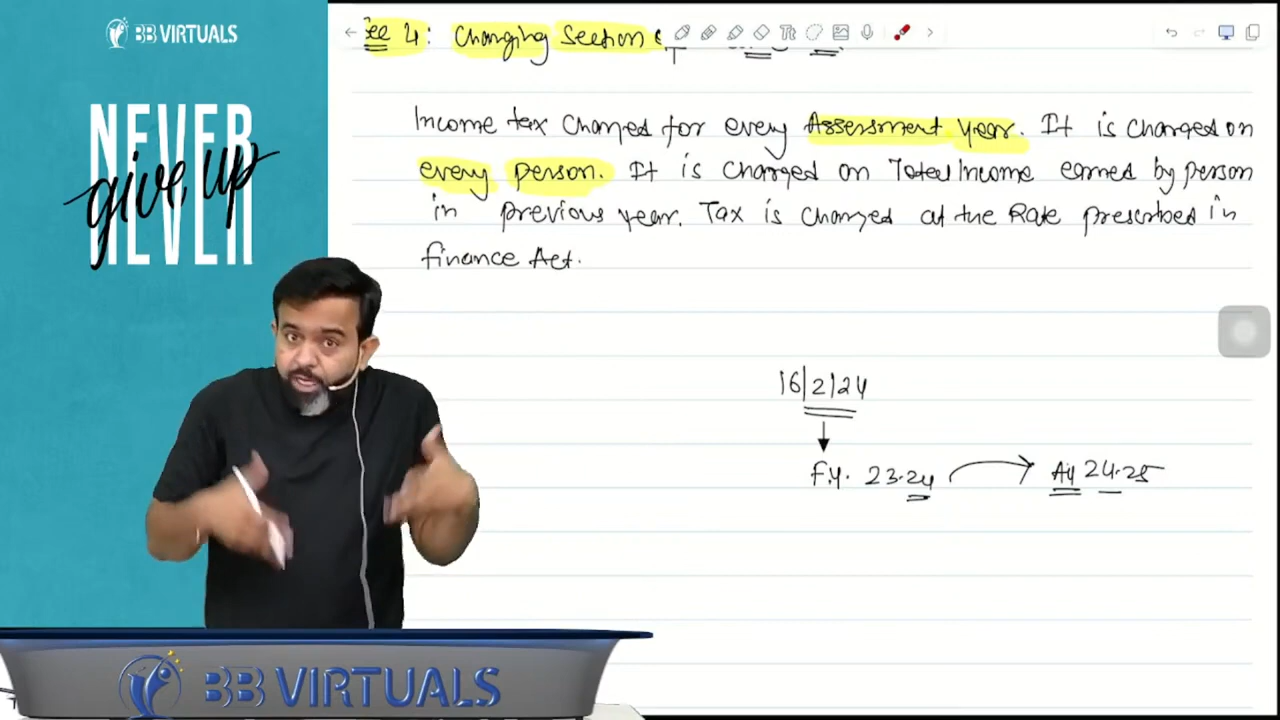 BB VIRTUALS
NEVER
give up
NEVER
See 4: Changing Section
Income tax Charged for every Assessment year. It is charged on
every person. It is charged on Total Income earned by person
in previous year. Tax is charged at the Rate prescribed in
finance Act.
16|2|24
F.Y. 23-24 AY 24-25
BB VIRTUALS